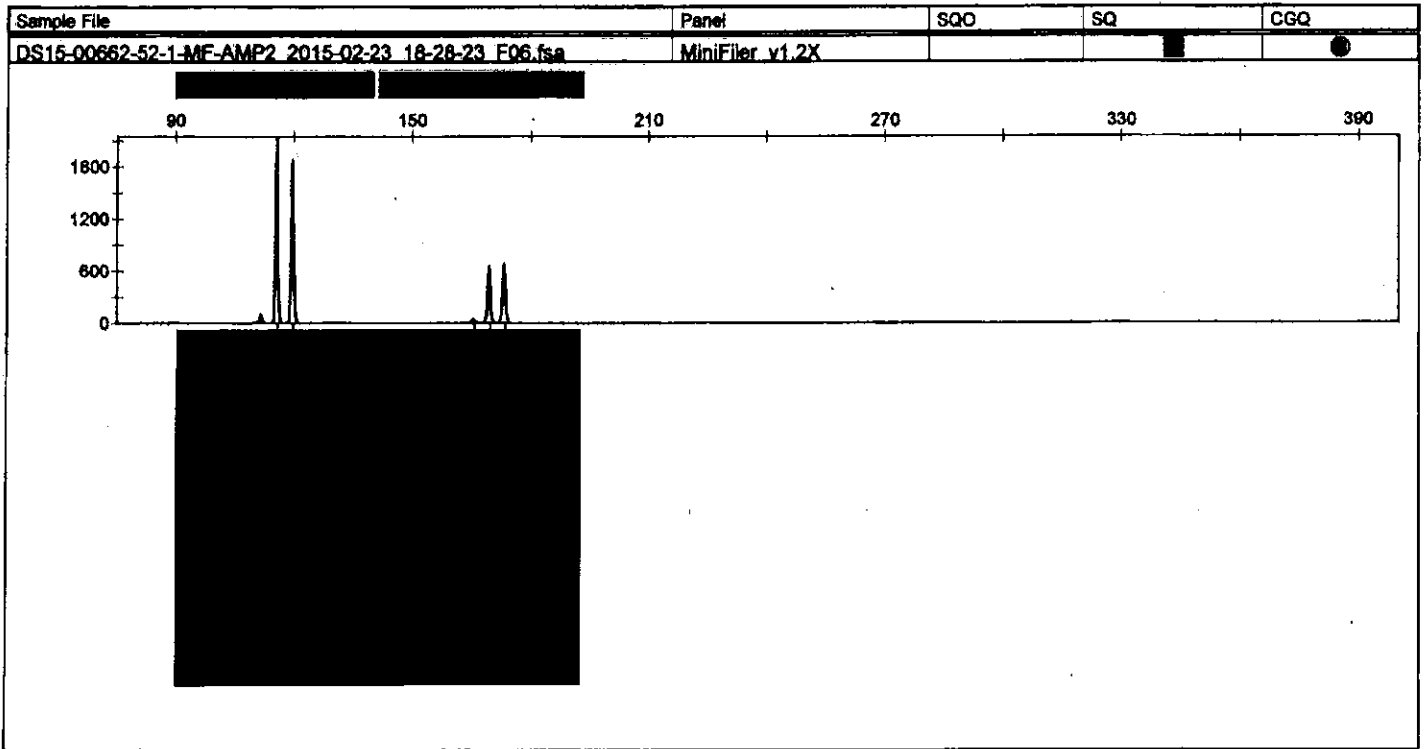 Sample File Panel SQO SQ CGQ
DS15-00662-52-1-MF-AMP2_2015-02-23_18-28-23_F06.fsa MiniFiler_v1.2X
90 150 210 270 330 390
1800
1200
600
0